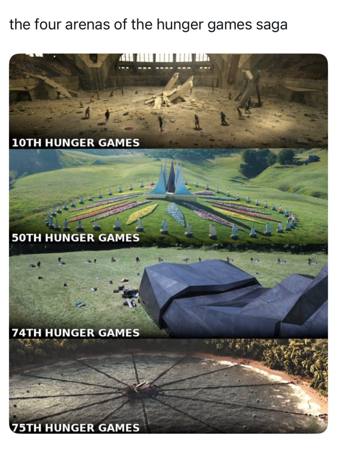 the four arenas of the hunger games saga
10TH HUNGER GAMES
50TH HUNGER GAMES
74TH HUNGER GAMES
75TH HUNGER GAMES